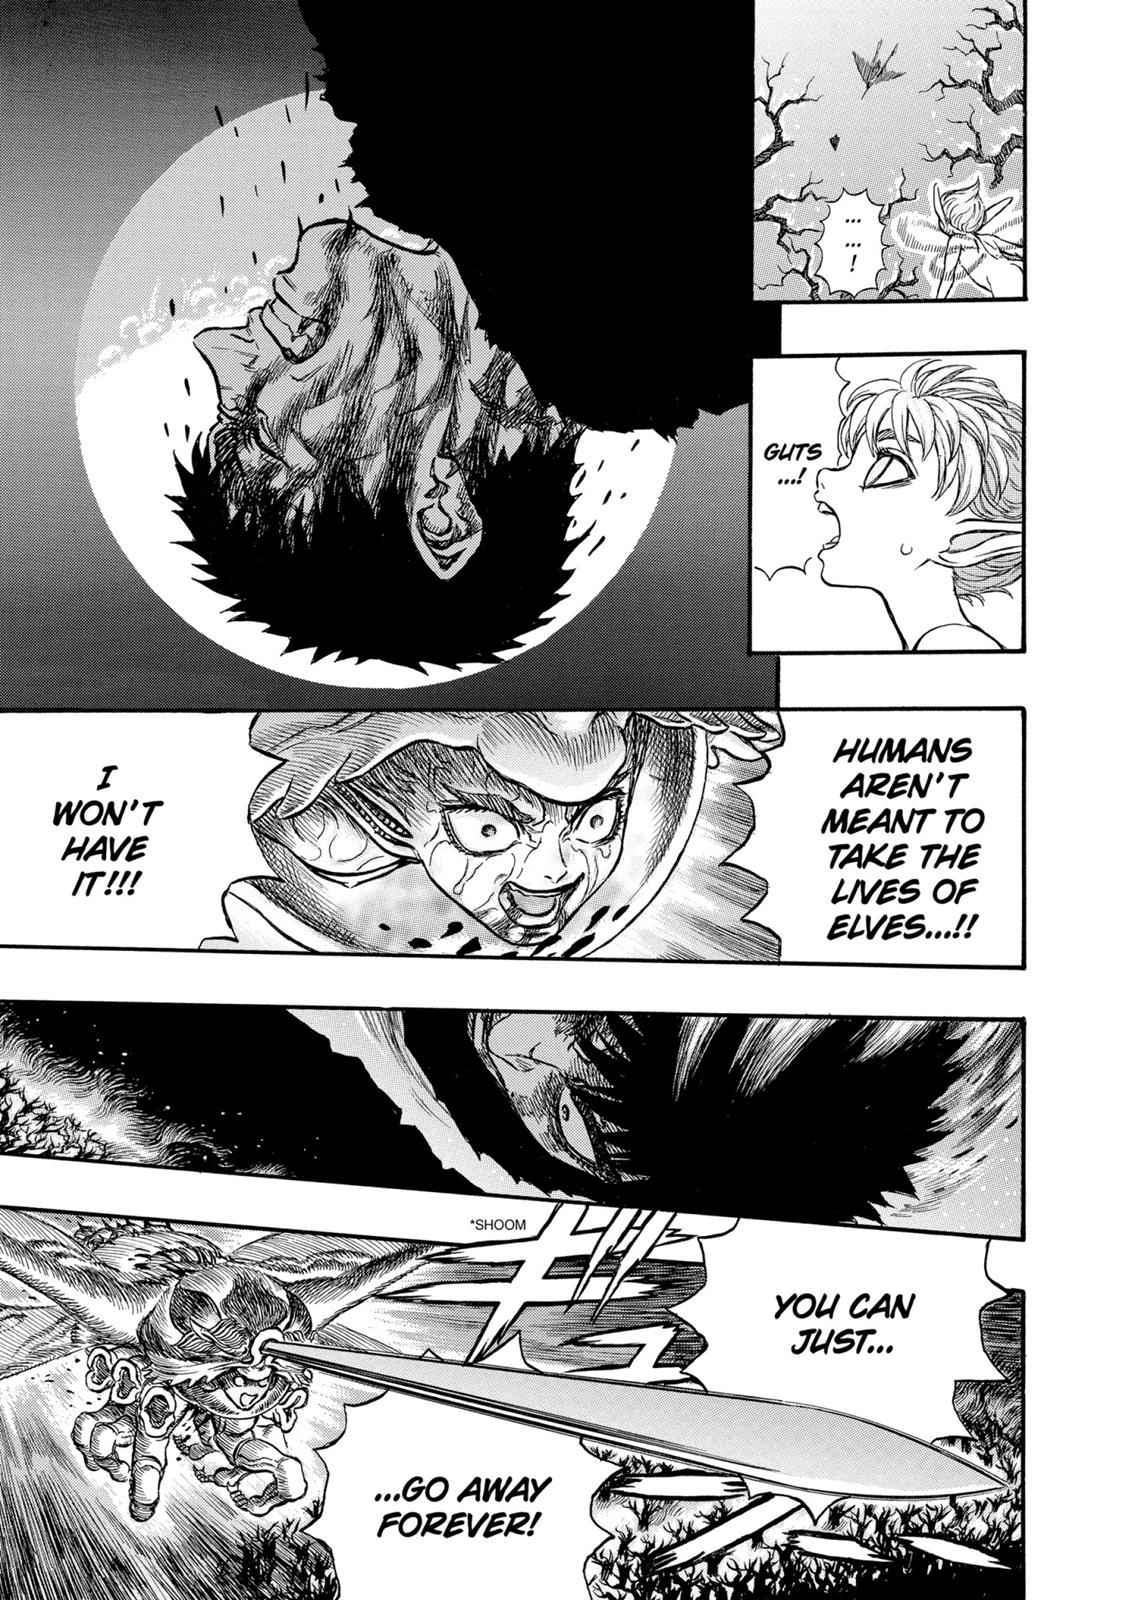 ...
...
!
GUTS
...!
HUMANS
AREN'T
MEANT TO
TAKE THE
LIVES OF
ELVES...!!
I
WON'T
HAVE
IT!!!
*SHOOM
YOU CAN
JUST...
...GO AWAY
FOREVER!